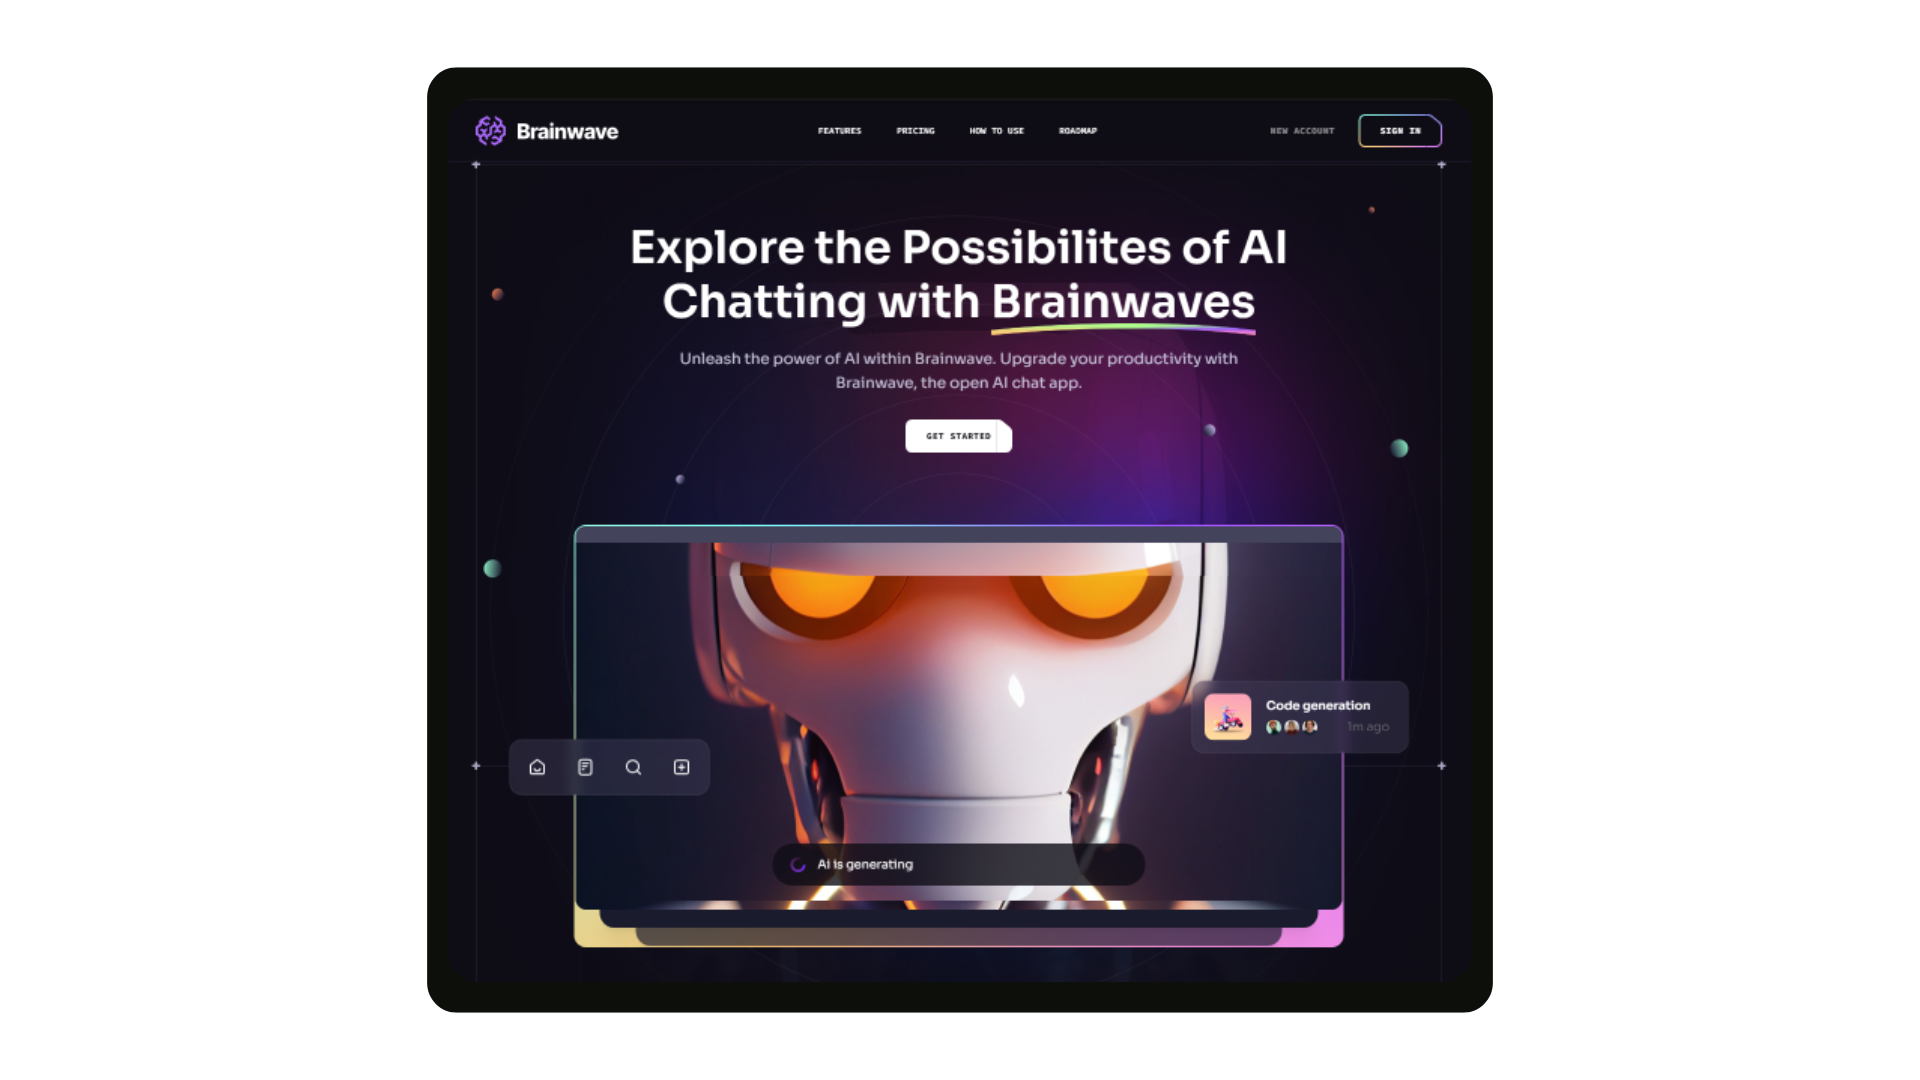 Brainwave
FEATURES
PRICING
HOW TO USE
ROADMAP
NEW ACCOUNT
SIGN IN
Explore the Possibilites of AI
Chatting with Brainwaves
Unleash the power of AI within Brainwave. Upgrade your productivity with
Brainwave, the open AI chat app.
GET STARTED
Code generation
1m ago
Ai is generating